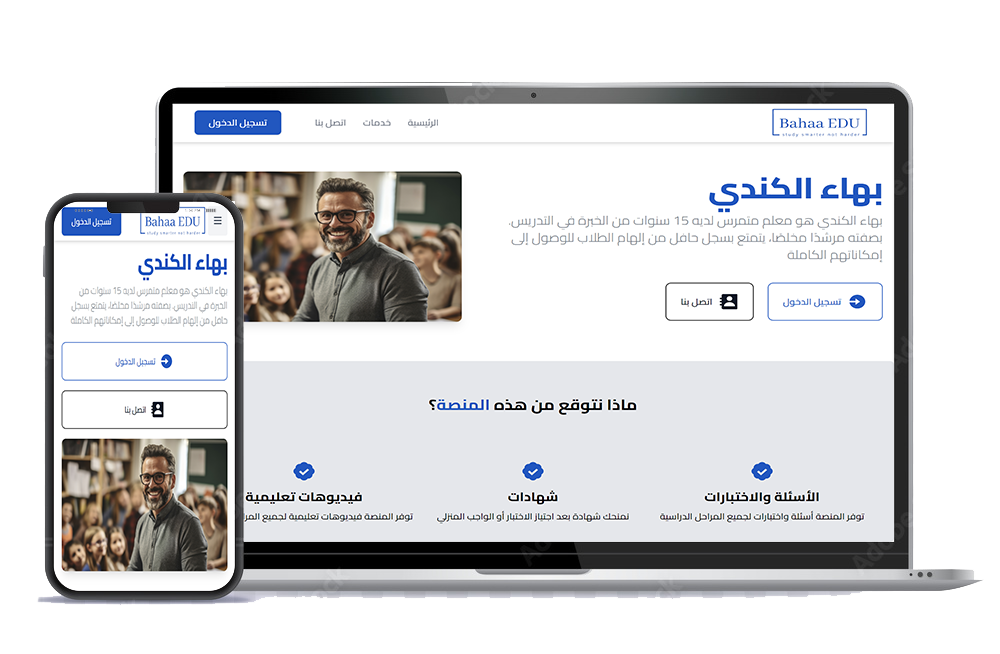 Bahaa EDU
study smarter not harder
الرئيسية
خدمات
اتصل بنا
تسجيل الدخول
بهاء الكندي
بهاء الكندي هو معلم متمرس لديه 15 سنوات من الخبرة في التدريس.
بصفته مرشدًا مخلصًا، يتمتع بسجل حافل من إلهام الطلاب للوصول إلى
إمكاناتهم الكاملة
تسجيل الدخول
اتصل بنا
ماذا نتوقع من هذه المنصة؟
الأسئلة والاختبارات
توفر المنصة أسئلة واختبارات لجميع المراحل الدراسية
شهادات
نمنحك شهادة بعد اجتياز الاختبار أو الواجب المنزلي
فيديوهات تعليمية
توفر المنصة فيديوهات تعليمية لجميع
Bahaa EDU
study smarter not harder
تسجيل الدخول
بهاء الكندي
بهاء الكندي هو معلم متمرس لديه 15 سنوات من
الخبرة في التدريس. بصفته مرشدًا مخلصًا، يتمتع بسجل
حافل من إلهام الطلاب للوصول إلى إمكاناتهم الكاملة
تسجيل الدخول
اتصل بنا